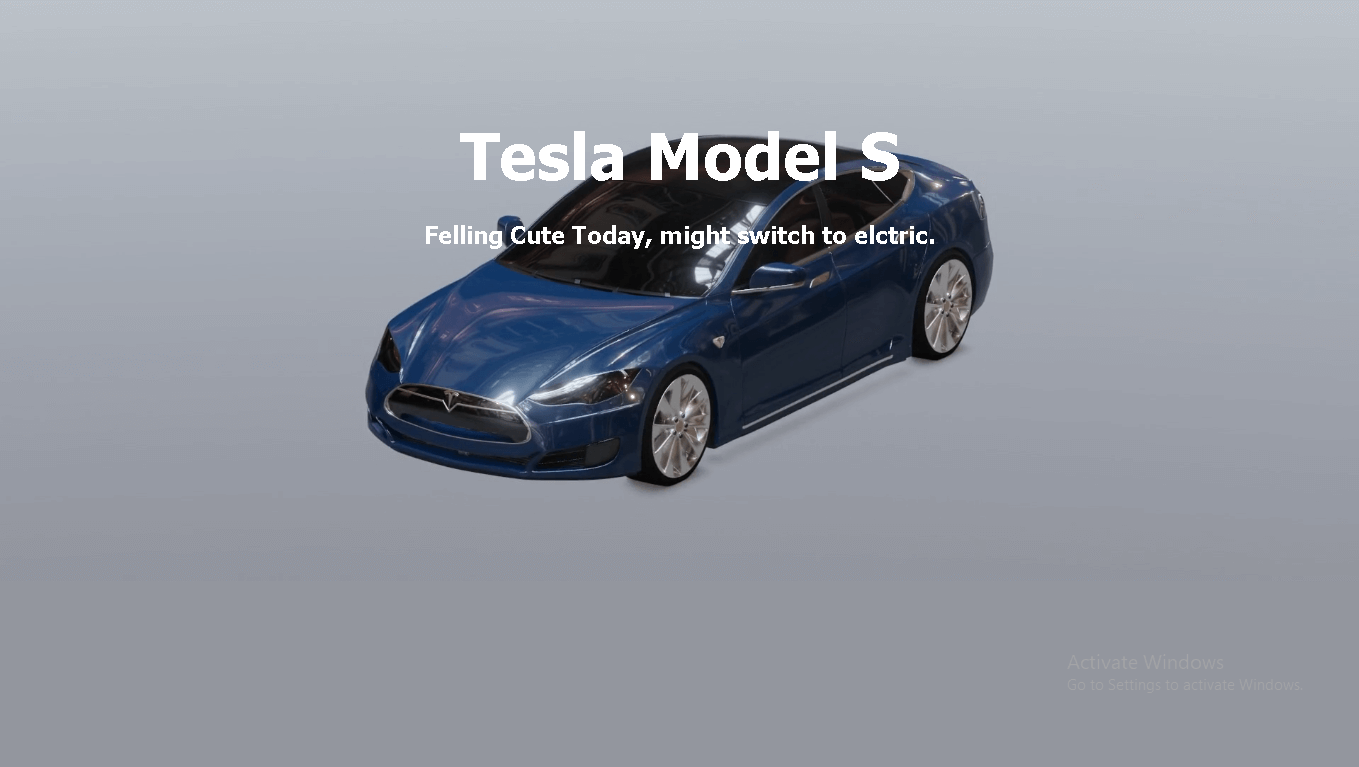 Tesla Model S
Felling Cute Today, might switch to elctric.
Activate Windows
Go to Settings to activate Windows.